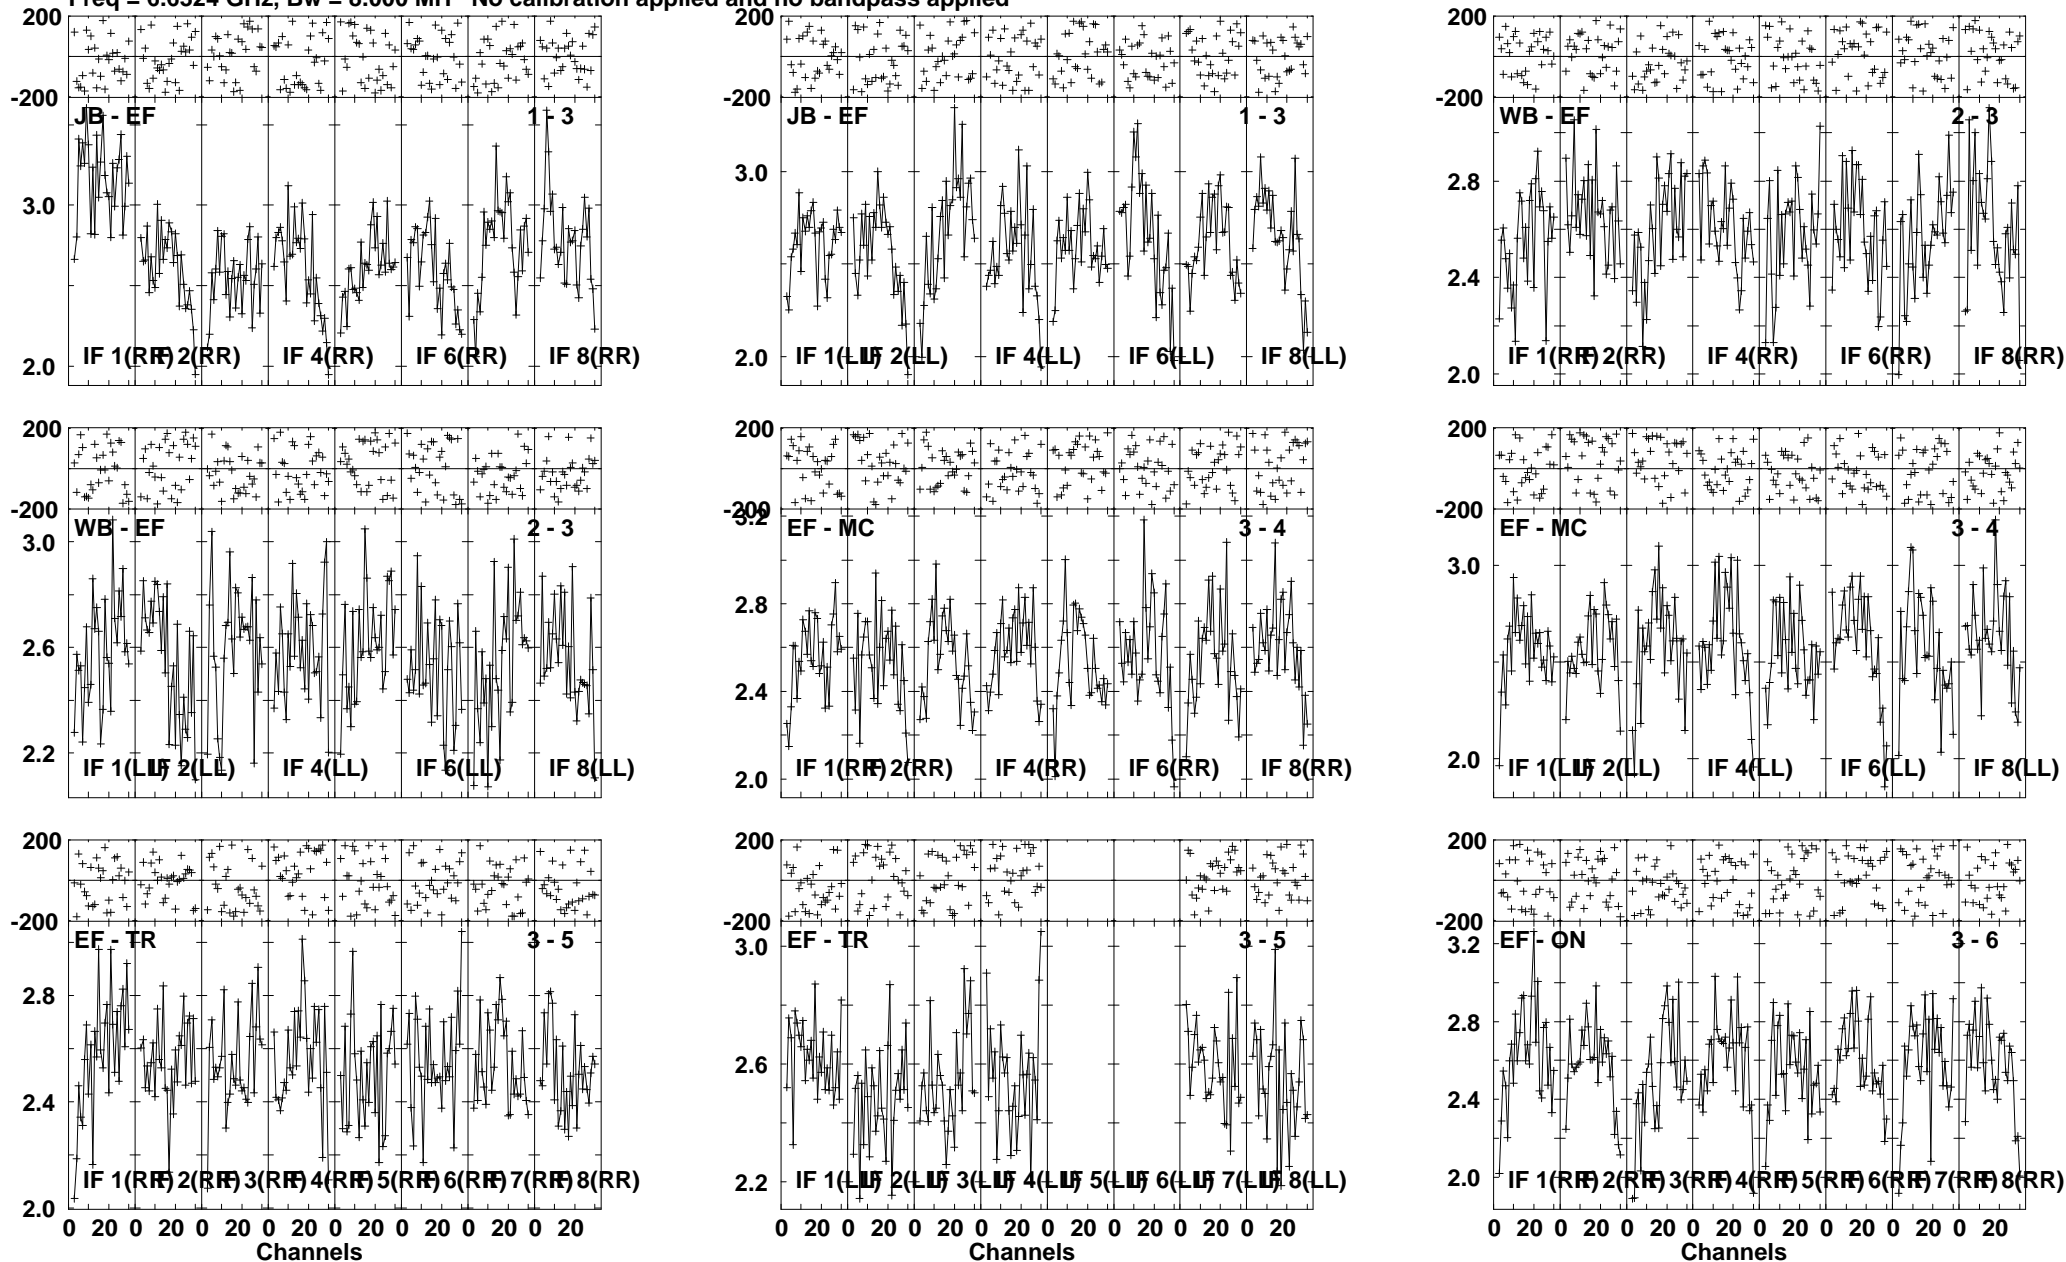 200
-200
JB - EF 1 - 3
3.0
2.0
IF 1(RR) IF 2(RR) IF 4(RR) IF 6(RR) IF 8(RR)
200
-200
JB - EF 1 - 3
3.0
2.0
IF 1(LL) IF 2(LL) IF 4(LL) IF 6(LL) IF 8(LL)
200
-200
WB - EF 2 - 3
2.8
2.4
2.0
IF 1(RR) IF 2(RR) IF 4(RR) IF 6(RR) IF 8(RR)
200
-200
WB - EF 2 - 3
3.0
2.6
2.2
IF 1(LL) IF 2(LL) IF 4(LL) IF 6(LL) IF 8(LL)
200
-200
3.2
EF - MC 3 - 4
2.8
2.4
2.0
IF 1(RR) IF 2(RR) IF 4(RR) IF 6(RR) IF 8(RR)
200
-200
EF - MC 3 - 4
3.0
2.0
IF 1(LL) IF 2(LL) IF 4(LL) IF 6(LL) IF 8(LL)
200
-200
EF - TR 3 - 5
2.8
2.4
2.0
IF 1(RR) IF 2(RR) IF 3(RR) IF 4(RR) IF 5(RR) IF 6(RR) IF 7(RR) IF 8(RR)
0 20 0 20 0 20 0 20 0 20 0 20 0 20 0 20
Channels
200
-200
EF - TR 3 - 5
3.0
2.6
2.2
IF 1(LL) IF 2(LL) IF 3(LL) IF 4(LL) IF 5(LL) IF 6(LL) IF 7(LL) IF 8(LL)
0 20 0 20 0 20 0 20 0 20 0 20 0 20 0 20
Channels
200
-200
EF - ON 3 - 6
3.2
2.8
2.4
2.0
IF 1(RR) IF 2(RR) IF 3(RR) IF 4(RR) IF 5(RR) IF 6(RR) IF 7(RR) IF 8(RR)
0 20 0 20 0 20 0 20 0 20 0 20 0 20 0 20
Channels